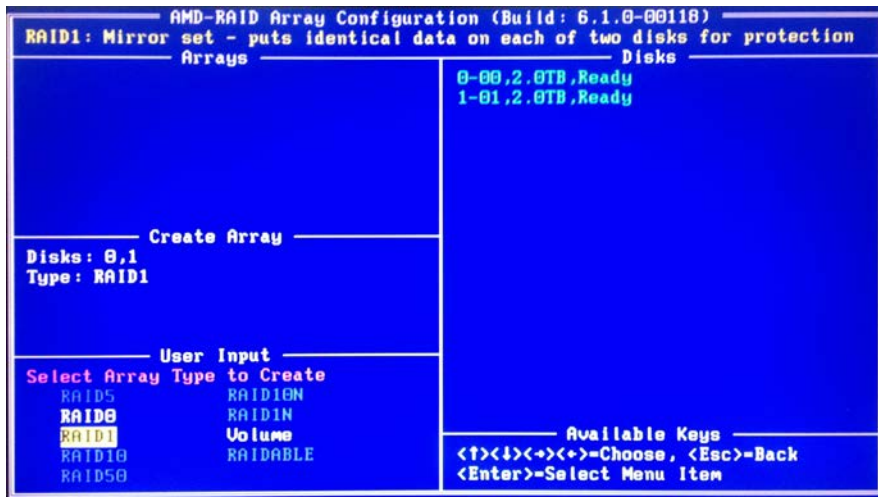 AMD-RAID Array Configuration (Build: 6.1.0-00118)
RAID1: Mirror set - puts identical data on each of two disks for protection
Arrays
Disks
0-00,2.0TB,Ready
1-01,2.0TB,Ready
Create Array
Disks: 0,1
Type: RAID1
User Input
Select Array Type to Create
RAID5 RAID10N
RAID0 RAID1N
RAID1 Volume
RAID10 RAIDABLE
RAID50
Available Keys
<↑><↓><→><←>=Choose, <Esc>=Back
<Enter>=Select Menu Item